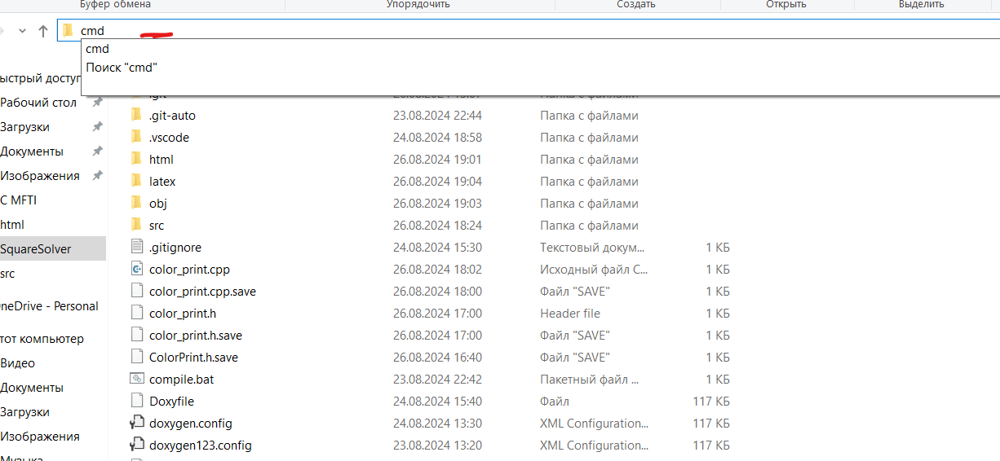 Буфер обмена Упорядочить Создать Открыть Выделить
cmd
cmd
Поиск "cmd"
ыстрый доступ
Рабочий стол
Загрузки
Документы
Изображения
C MFTI
html
SquareSolver
src
neDrive - Personal
тот компьютер
Видео
Документы
Загрузки
Изображения
Музыка
.git 26.08.2024 19:01 Папка с файлами
.git-auto 23.08.2024 22:44 Папка с файлами
.vscode 24.08.2024 18:58 Папка с файлами
html 26.08.2024 19:01 Папка с файлами
latex 26.08.2024 19:04 Папка с файлами
obj 26.08.2024 19:03 Папка с файлами
src 26.08.2024 18:24 Папка с файлами
.gitignore 24.08.2024 15:30 Текстовый докум... 1 КБ
color_print.cpp 26.08.2024 18:02 Исходный файл C... 1 КБ
color_print.cpp.save 26.08.2024 18:00 Файл "SAVE" 1 КБ
color_print.h 26.08.2024 17:00 Header file 1 КБ
color_print.h.save 26.08.2024 17:00 Файл "SAVE" 1 КБ
ColorPrint.h.save 26.08.2024 16:40 Файл "SAVE" 1 КБ
compile.bat 23.08.2024 22:42 Пакетный файл ... 1 КБ
Doxyfile 24.08.2024 15:40 Файл 117 КБ
doxygen.config 24.08.2024 13:30 XML Configuration... 117 КБ
doxygen123.config 23.08.2024 13:20 XML Configuration... 117 КБ